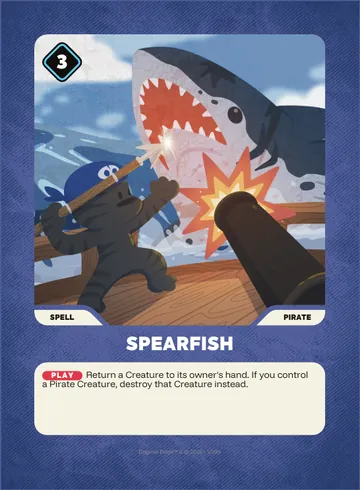 3
SPELL
PIRATE
SPEARFISH
PLAY Return a Creature to its owner's hand. If you control
a Pirate Creature, destroy that Creature instead.